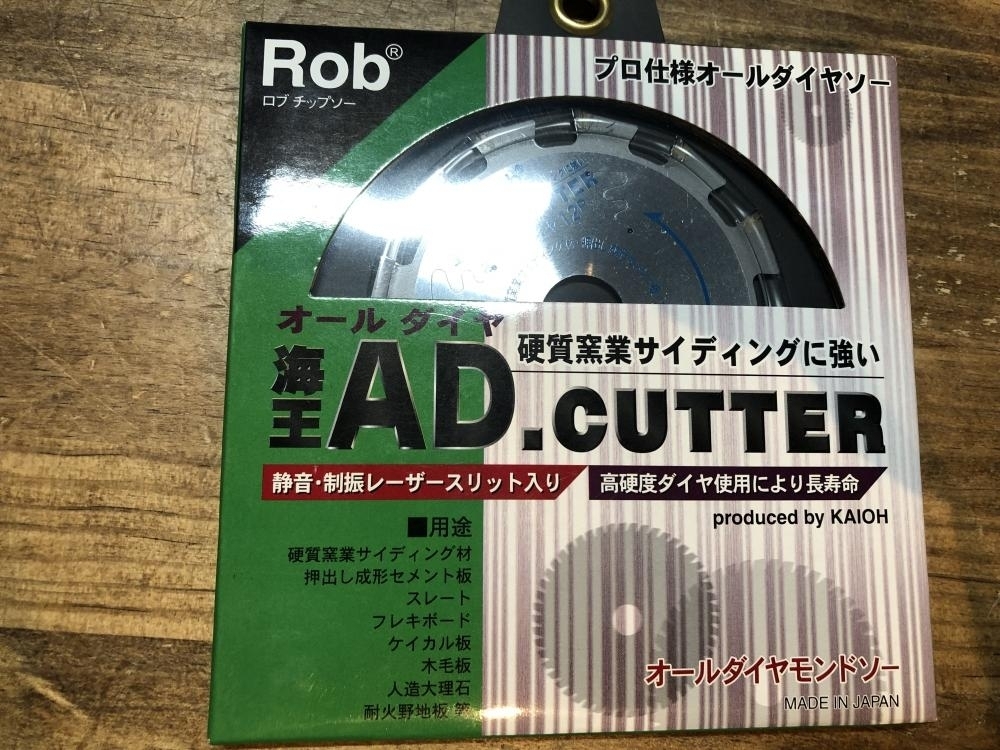 Rob®
ロブ チップソー
プロ仕様オールダイヤソー
オール ダイヤ
海王 AD.CUTTER
硬質窯業サイディングに強い
静音・制振レーザースリット入り
高硬度ダイヤ使用により長寿命
produced by KAIOH
■用途
硬質窯業サイディング材
押出し成形セメント板
スレート
フレキボード
ケイカル板
木毛板
人造大理石
耐火野地板 等
オールダイヤモンドソー
MADE IN JAPAN